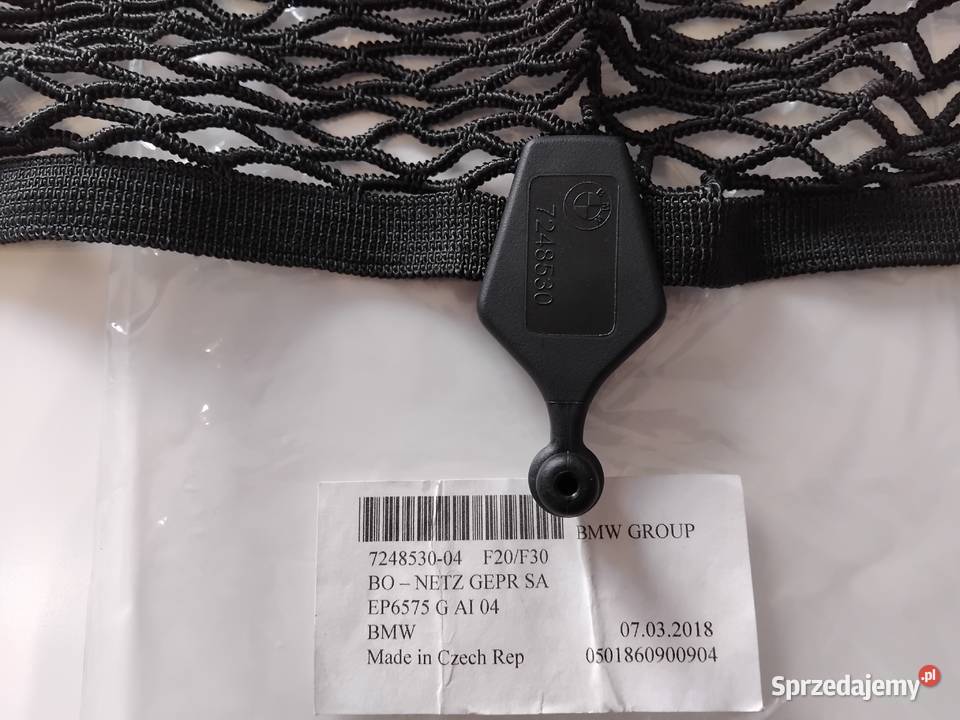 BMW
7248530
BMW GROUP
7248530-04 F20/F30
BO – NETZ GEPR SA
EP6575 G AI 04
BMW 07.03.2018
Made in Czech Rep 0501860900904
Sprzedajemy.pl